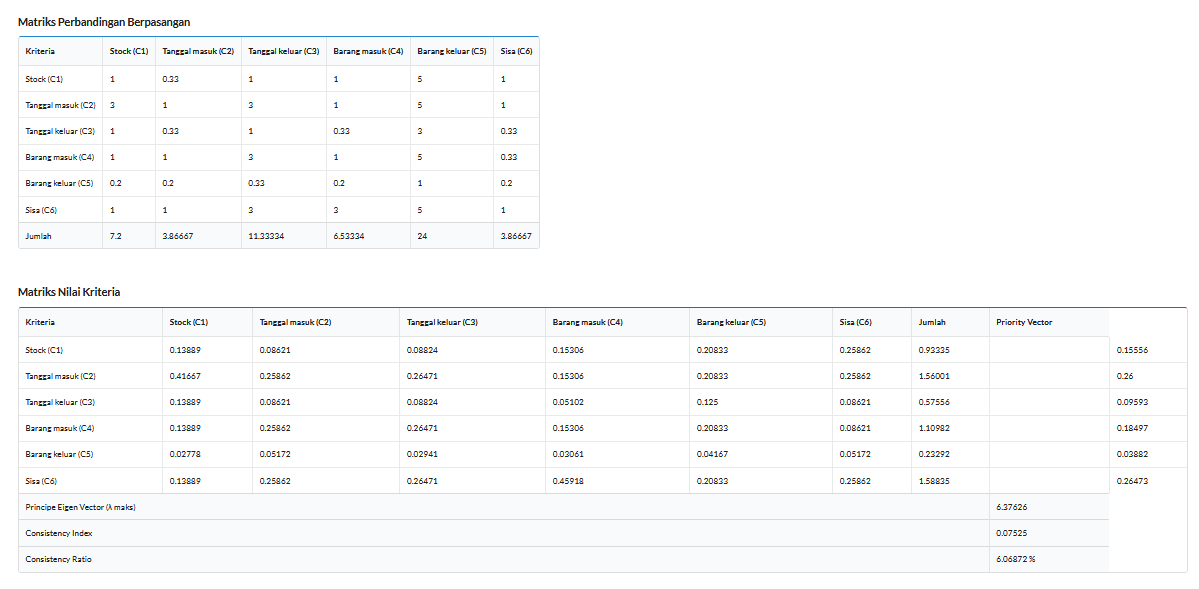 Matriks Perbandingan Berpasangan
Kriteria Stock (C1) Tanggal masuk (C2) Tanggal keluar (C3) Barang masuk (C4) Barang keluar (C5) Sisa (C6)
Stock (C1) 1 0.33 1 1 5 1
Tanggal masuk (C2) 3 1 3 1 5 1
Tanggal keluar (C3) 1 0.33 1 0.33 3 0.33
Barang masuk (C4) 1 1 3 1 5 0.33
Barang keluar (C5) 0.2 0.2 0.33 0.2 1 0.2
Sisa (C6) 1 1 3 3 5 1
Jumlah 7.2 3.86667 11.33334 6.53334 24 3.86667
Matriks Nilai Kriteria
Kriteria Stock (C1) Tanggal masuk (C2) Tanggal keluar (C3) Barang masuk (C4) Barang keluar (C5) Sisa (C6) Jumlah Priority Vector
Stock (C1) 0.13889 0.08621 0.08824 0.15306 0.20833 0.25862 0.93335 0.15556
Tanggal masuk (C2) 0.41667 0.25862 0.26471 0.15306 0.20833 0.25862 1.56001 0.26
Tanggal keluar (C3) 0.13889 0.08621 0.08824 0.05102 0.125 0.08621 0.57556 0.09593
Barang masuk (C4) 0.13889 0.25862 0.26471 0.15306 0.20833 0.08621 1.10982 0.18497
Barang keluar (C5) 0.02778 0.05172 0.02941 0.03061 0.04167 0.05172 0.23292 0.03882
Sisa (C6) 0.13889 0.25862 0.26471 0.45918 0.20833 0.25862 1.58835 0.26473
Principe Eigen Vector (λ maks) 6.37626
Consistency Index 0.07525
Consistency Ratio 6.06872 %